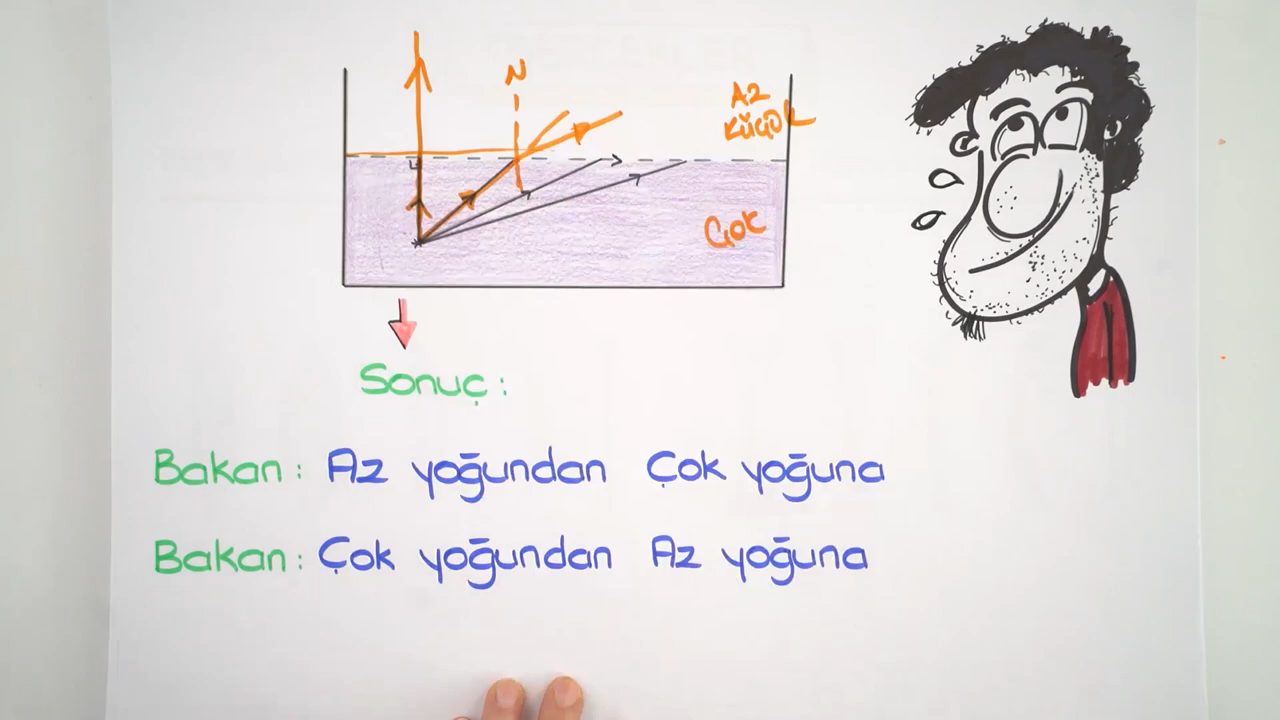 N
Az
Küçük
Çok
Sonuç:
Bakan: Az yoğundan Çok yoğuna
Bakan: Çok yoğundan Az yoğuna